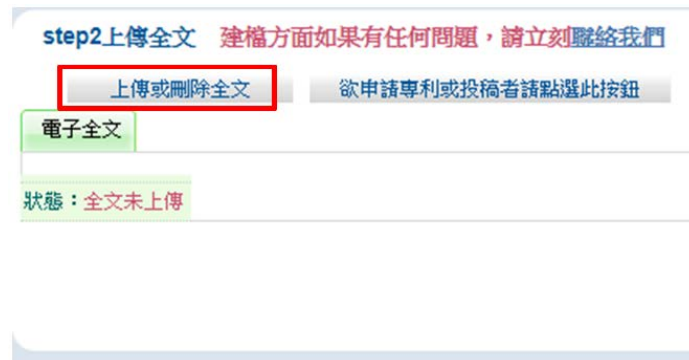 step2上傳全文 建檔方面如果有任何問題，請立刻聯絡我們
上傳或刪除全文 欲申請專利或投稿者請點選此按鈕
電子全文
狀態：全文未上傳